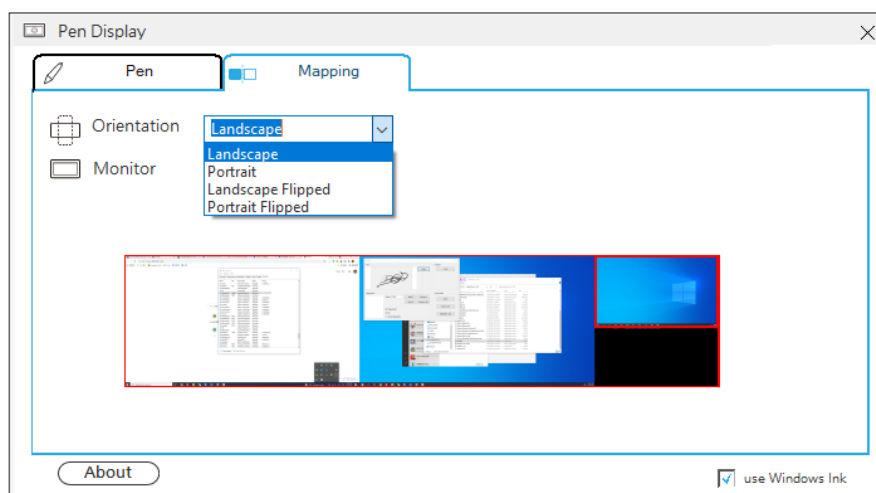 Pen Display
Pen
Mapping
Orientation
Landscape
Landscape
Portrait
Landscape Flipped
Portrait Flipped
Monitor
About
use Windows Ink